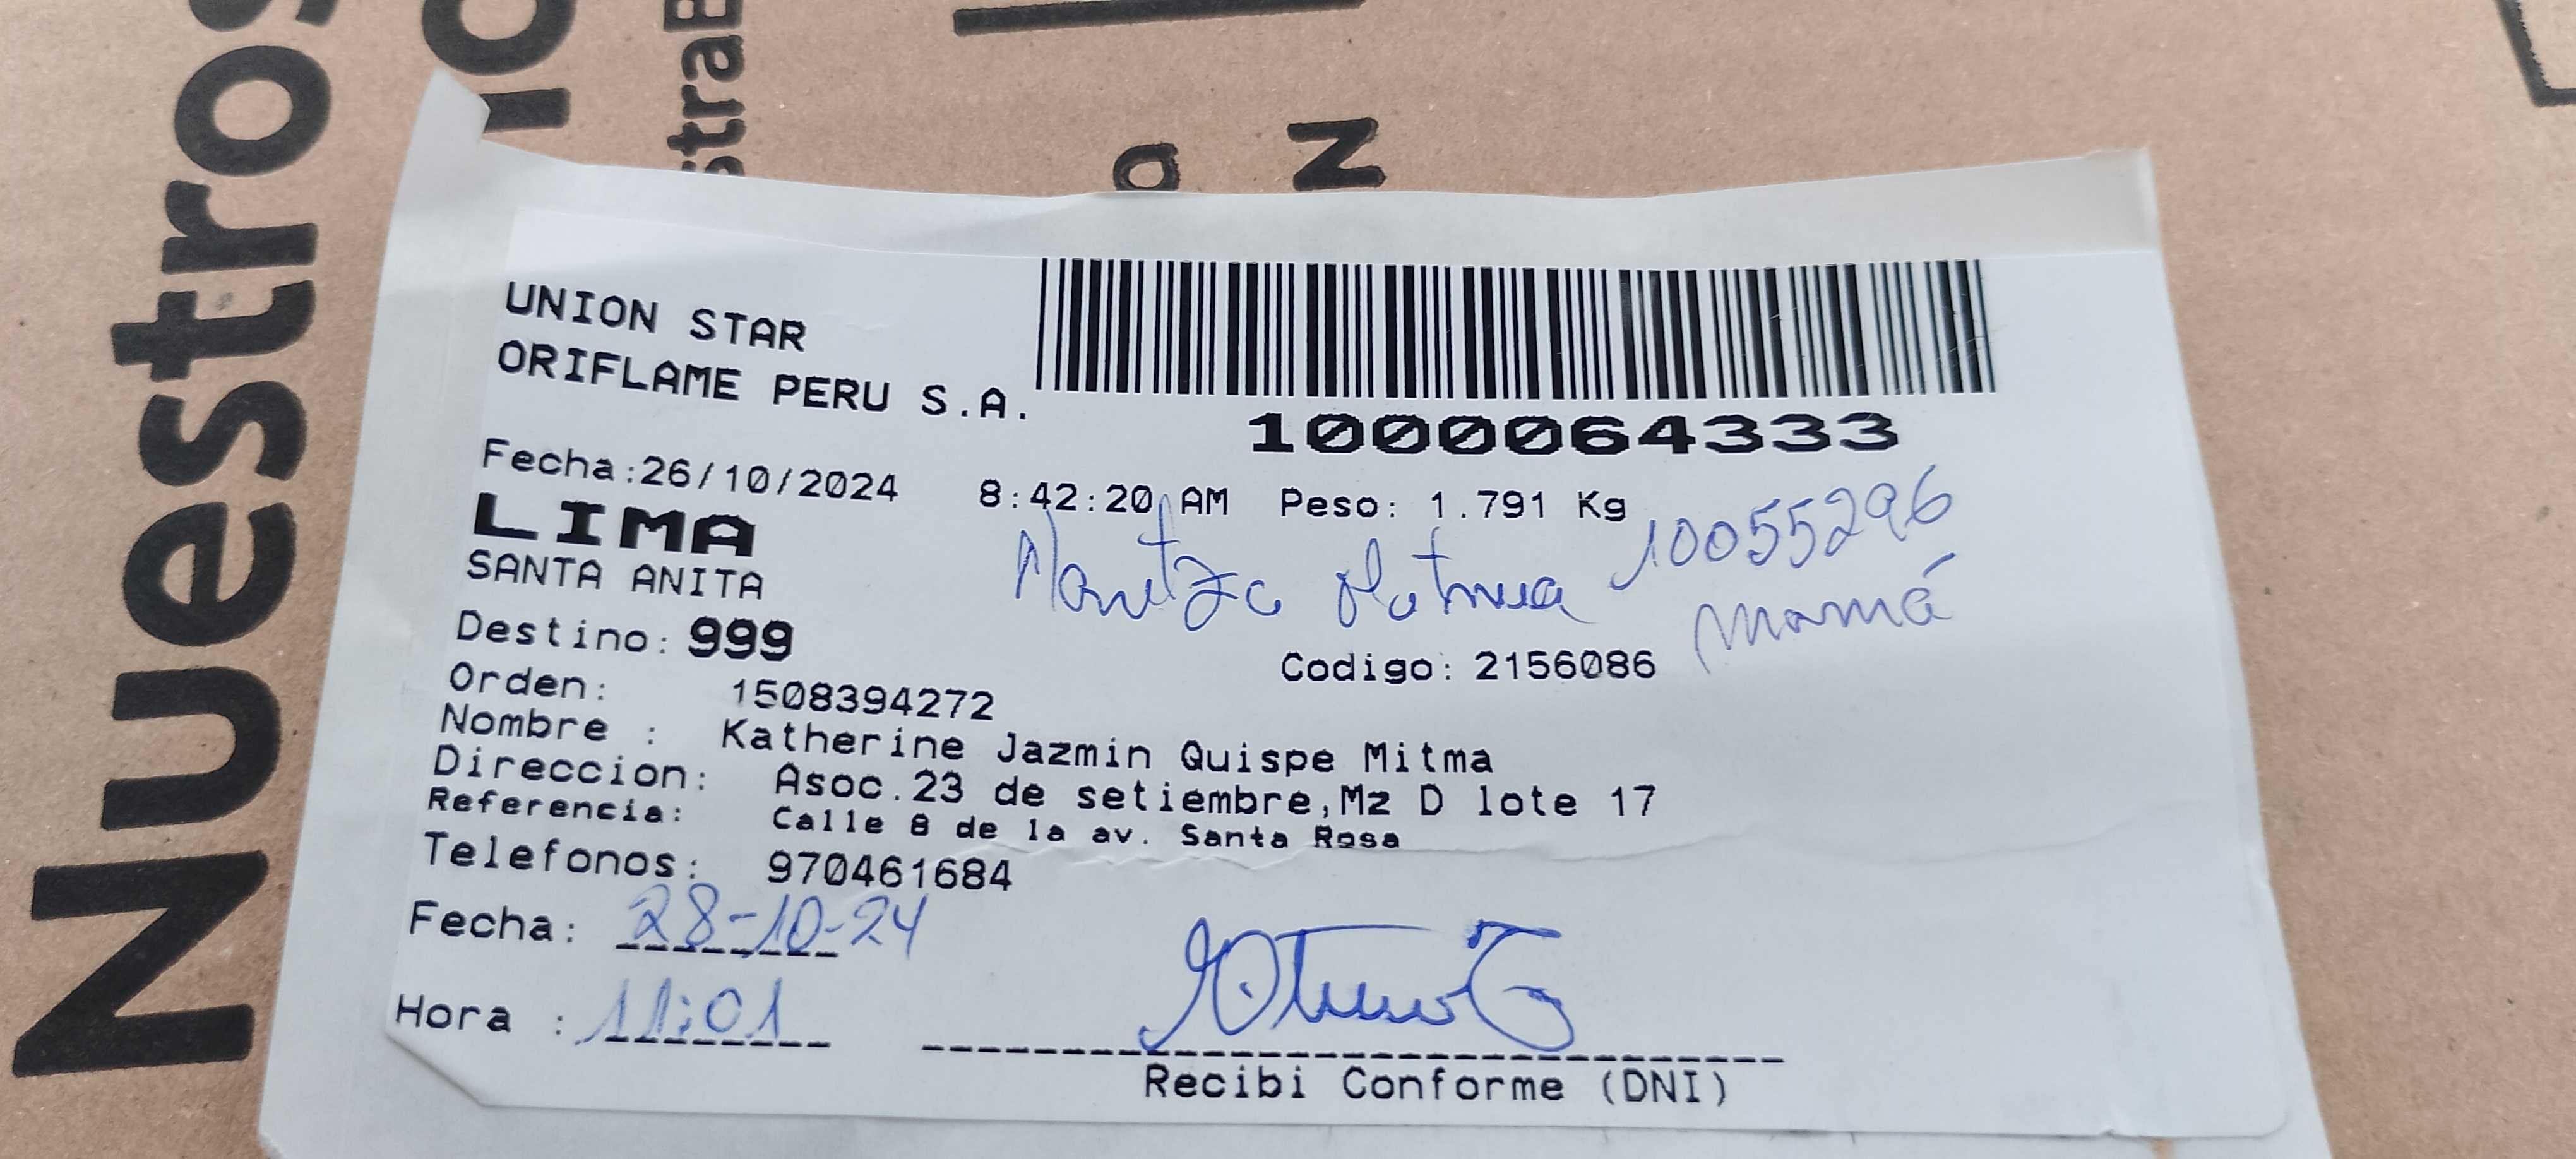 Nuestros
straE
a
N
UNION STAR
ORIFLAME PERU S.A.
1000064333
Fecha:26/10/2024 8:42:20 AM Peso: 1.791 Kg
LIMA
SANTA ANITA
10055296
Mamá
Destino: 999
Codigo: 2156086
Orden: 1508394272
Nombre : Katherine Jazmin Quispe Mitma
Direccion: Asoc.23 de setiembre,Mz D lote 17
Referencia: Calle 8 de la av. Santa Rosa
Telefonos: 970461684
Fecha: 28-10-24
Hora : 11:01
Recibi Conforme (DNI)